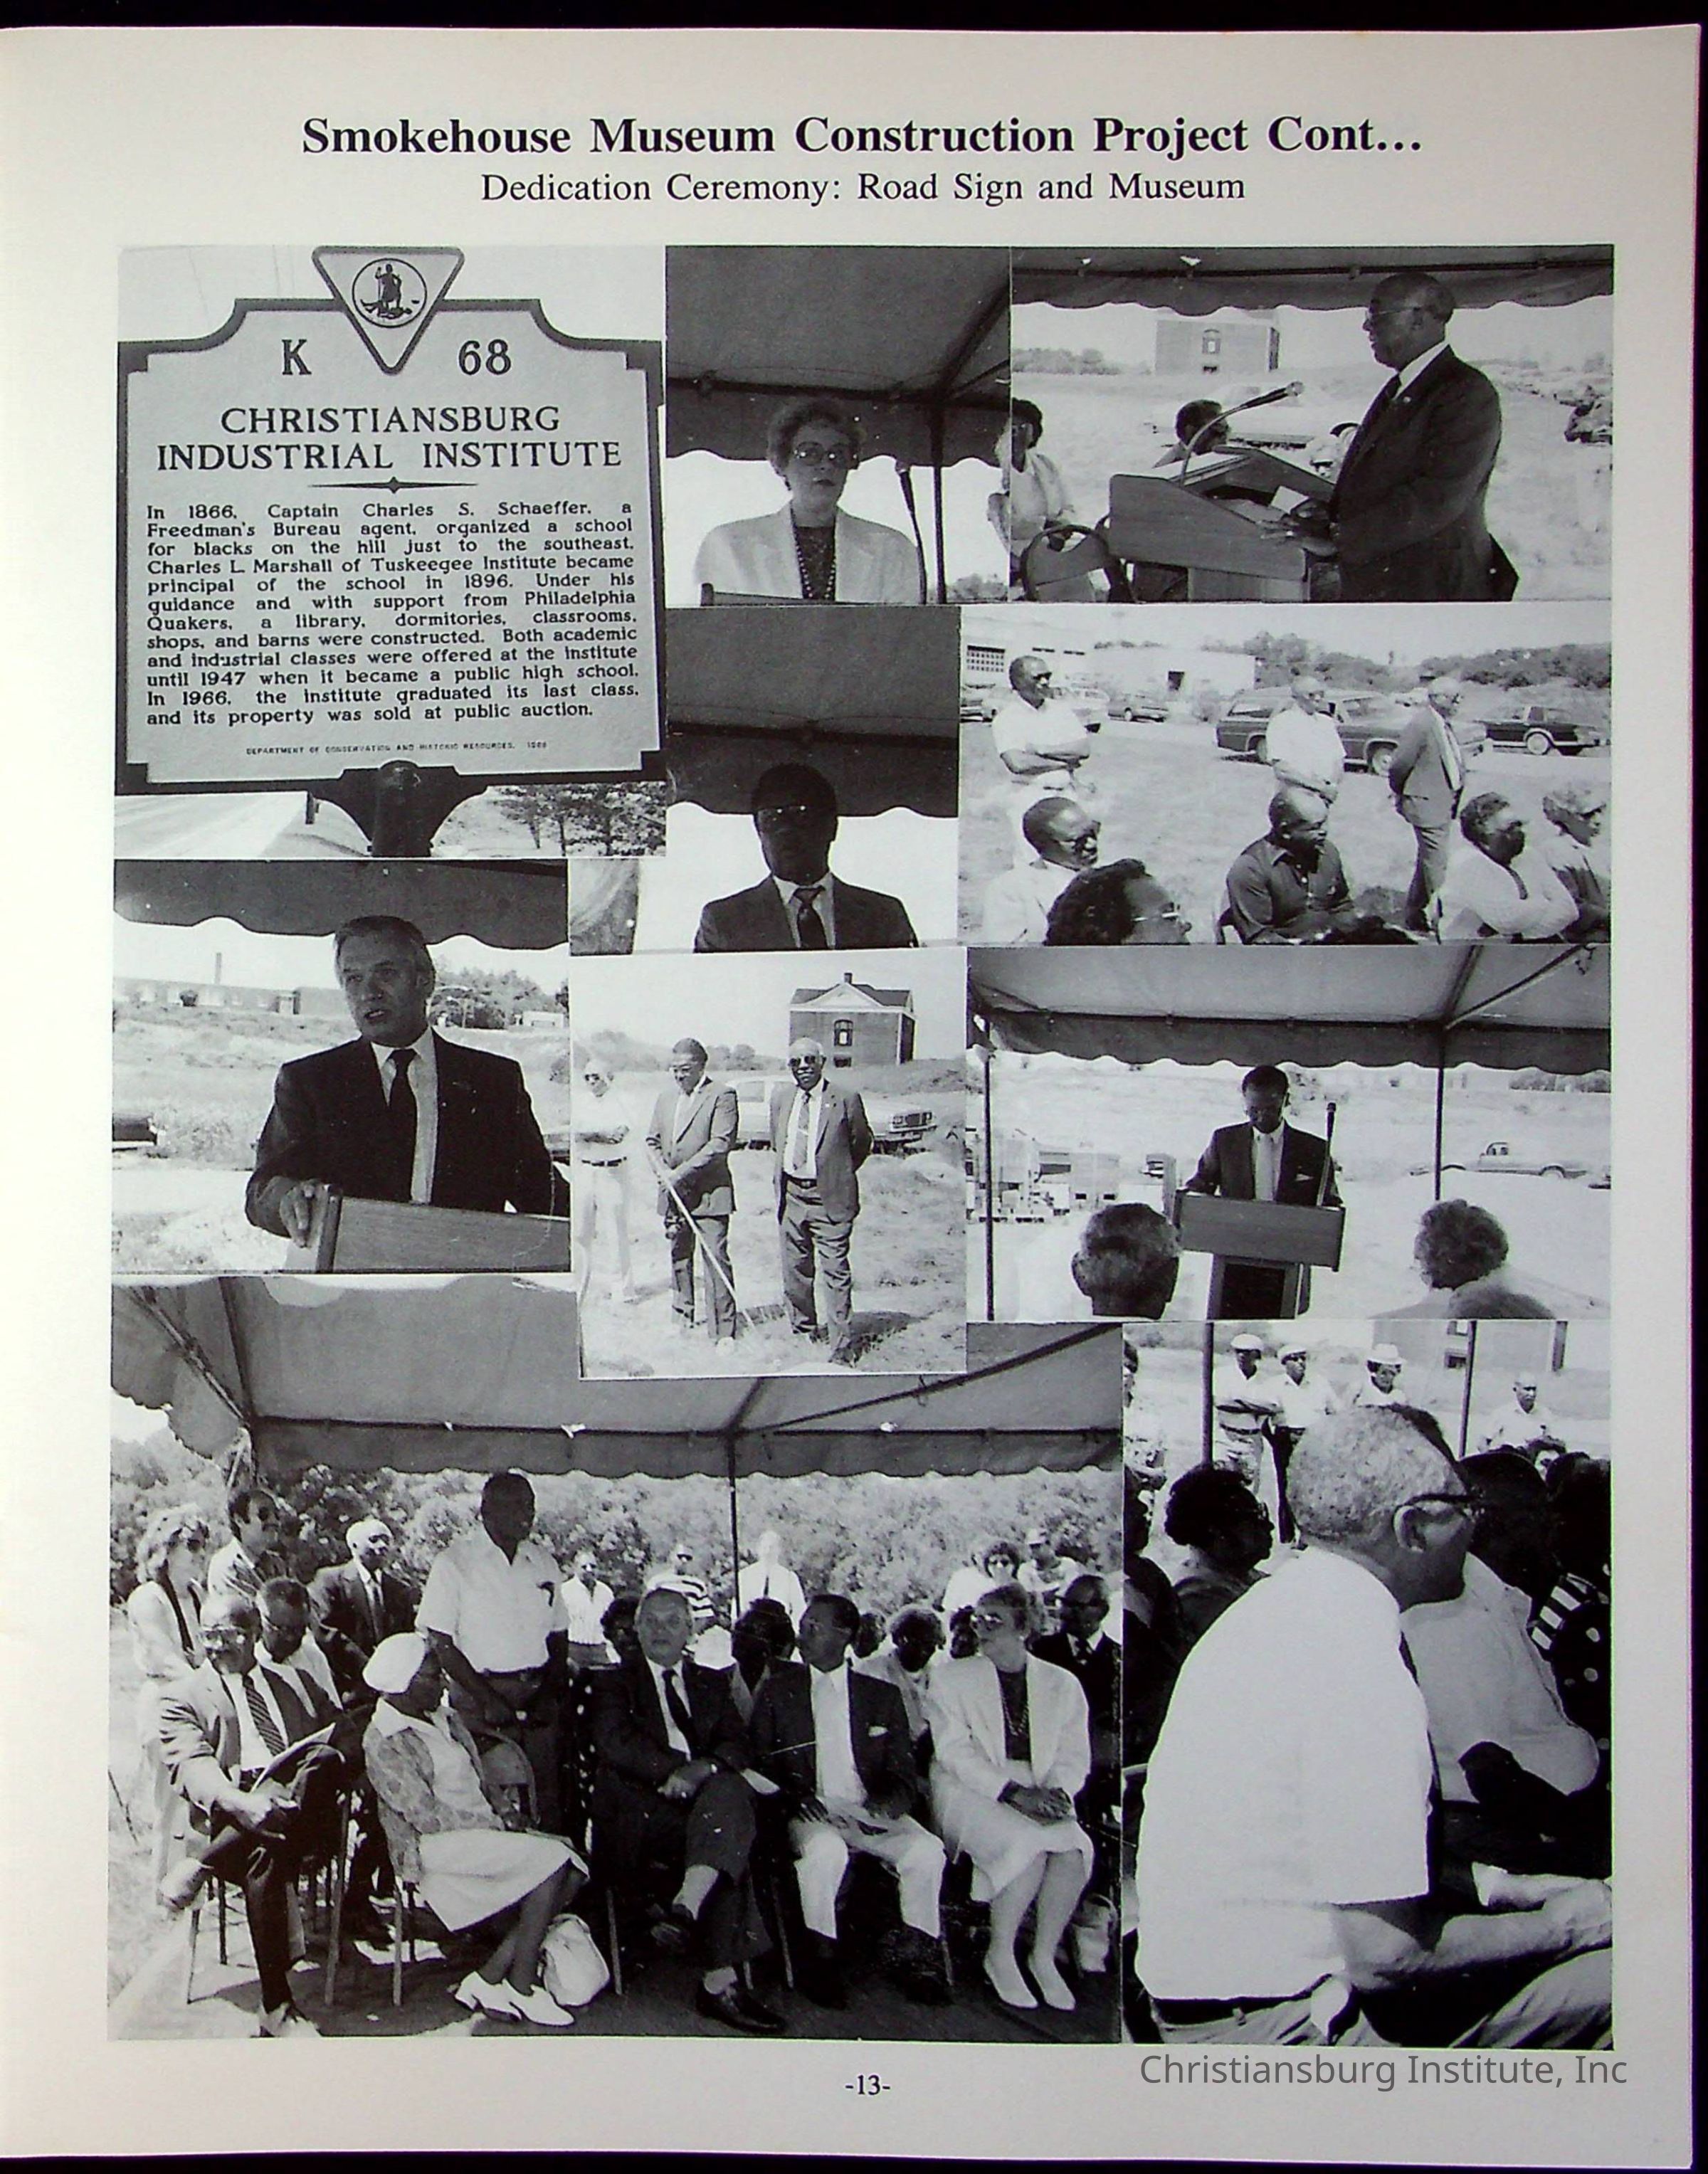 Smokehouse Museum Construction Project Cont...
Dedication Ceremony: Road Sign and Museum
K 68
CHRISTIANSBURG
INDUSTRIAL INSTITUTE
In 1866, Captain Charles S. Schaeffer, a
Freedman's Bureau agent, organized a school
for blacks on the hill just to the southeast.
Charles L. Marshall of Tuskeegee Institute became
principal of the school in 1896. Under his
guidance and with support from Philadelphia
Quakers, a library, dormitories, classrooms,
shops, and barns were constructed. Both academic
and industrial classes were offered at the institute
until 1947 when it became a public high school.
In 1966, the institute graduated its last class,
and its property was sold at public auction.
DEPARTMENT OF CONSERVATION AND HISTORIC RESOURCES, 1988
-13-
Christiansburg Institute, Inc